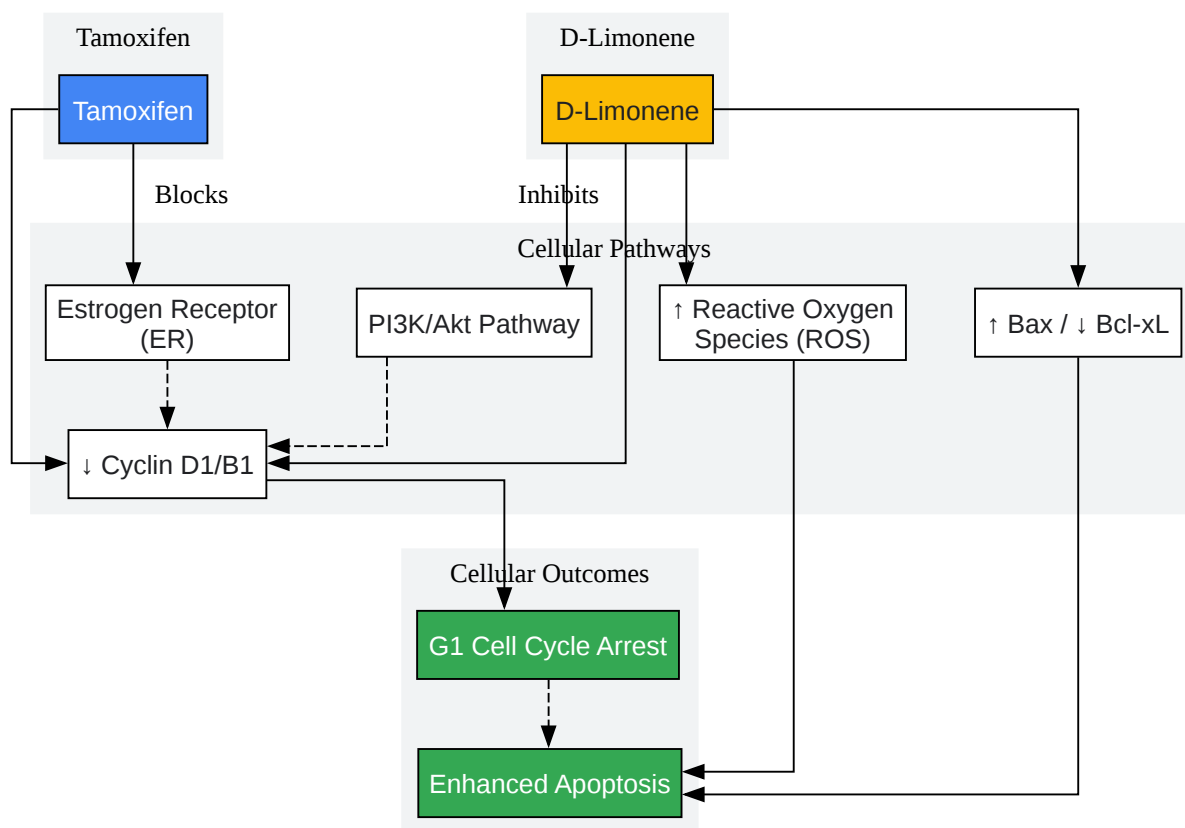 Tamoxifen
D-Limonene
Tamoxifen
D-Limonene
Blocks
Inhibits
Cellular Pathways
Estrogen Receptor
(ER)
PI3K/Akt Pathway
↑ Reactive Oxygen
Species (ROS)
↑ Bax / ↓ Bcl-xL
↓ Cyclin D1/B1
Cellular Outcomes
G1 Cell Cycle Arrest
Enhanced Apoptosis